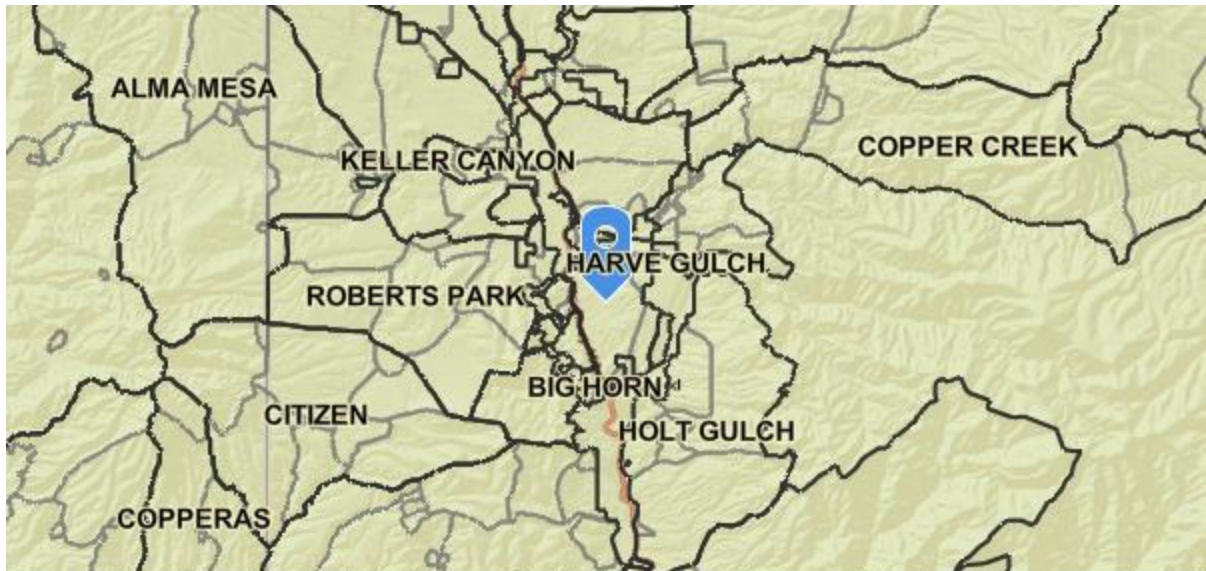 ALMA MESA
COPPER CREEK
KELLER CANYON
HARVE GULCH
ROBERTS PARK
BIG HORN
CITIZEN
HOLT GULCH
COPPERAS